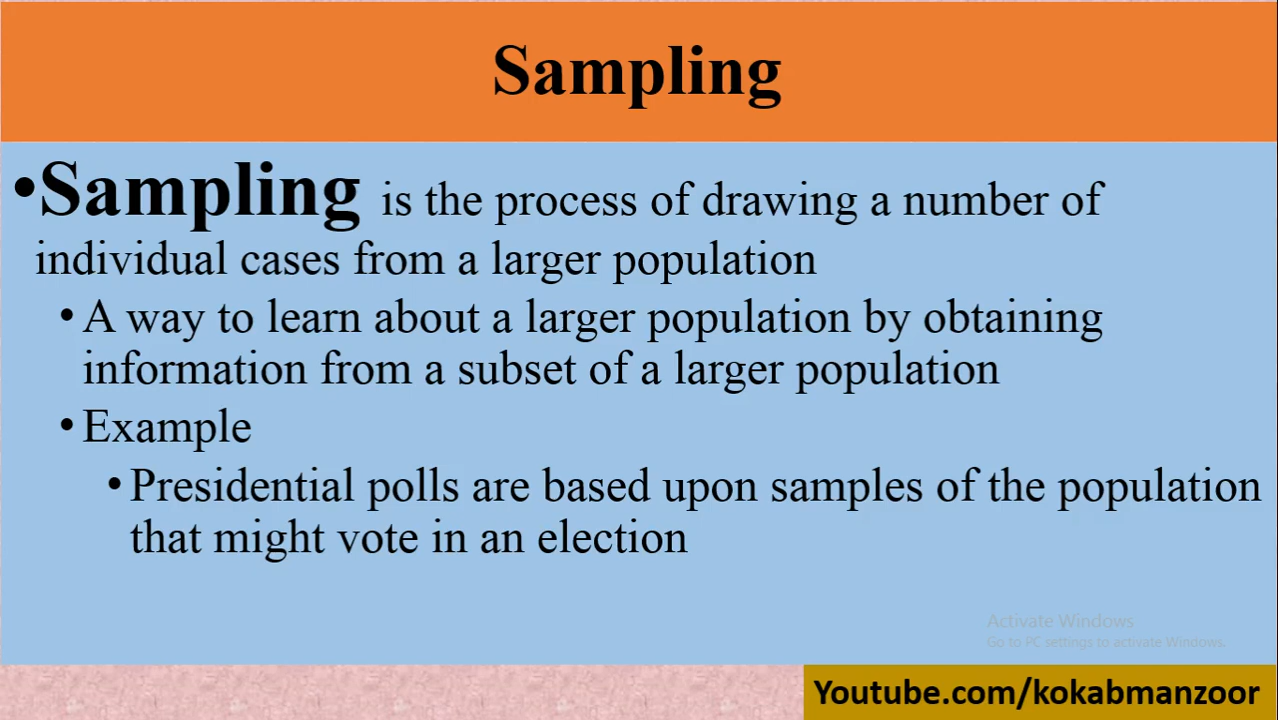 Sampling
•Sampling is the process of drawing a number of
individual cases from a larger population
• A way to learn about a larger population by obtaining
information from a subset of a larger population
• Example
• Presidential polls are based upon samples of the population
that might vote in an election
Activate Windows
Go to PC settings to activate Windows.
Youtube.com/kokabmanzoor